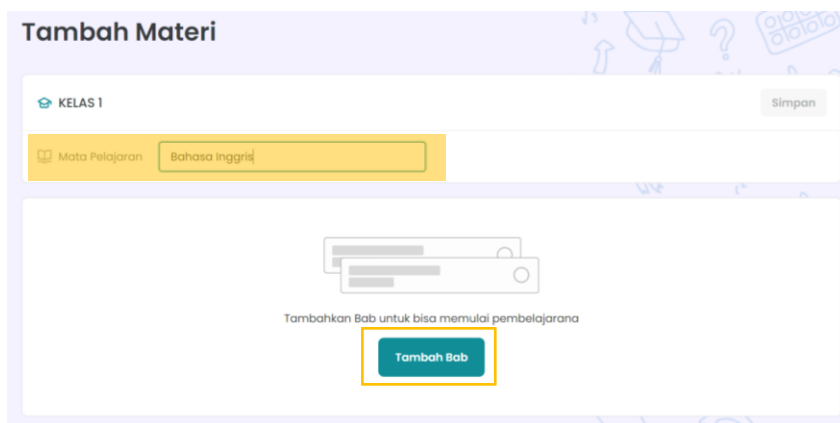 Tambah Materi
KELAS 1
Simpan
Mata Pelajaran Bahasa Inggris
Tambahkan Bab untuk bisa memulai pembelajarana
Tambah Bab